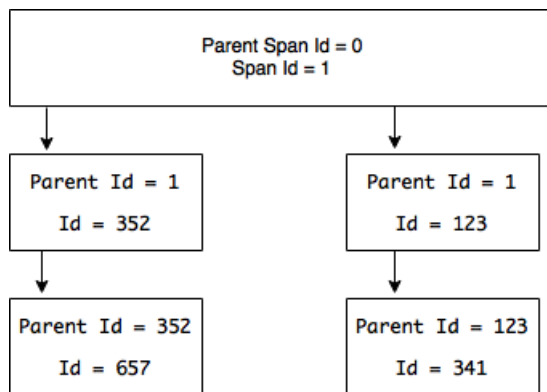 Parent Span Id = 0
Span Id = 1
Parent Id = 1
Id = 352
Parent Id = 1
Id = 123
Parent Id = 352
Id = 657
Parent Id = 123
Id = 341